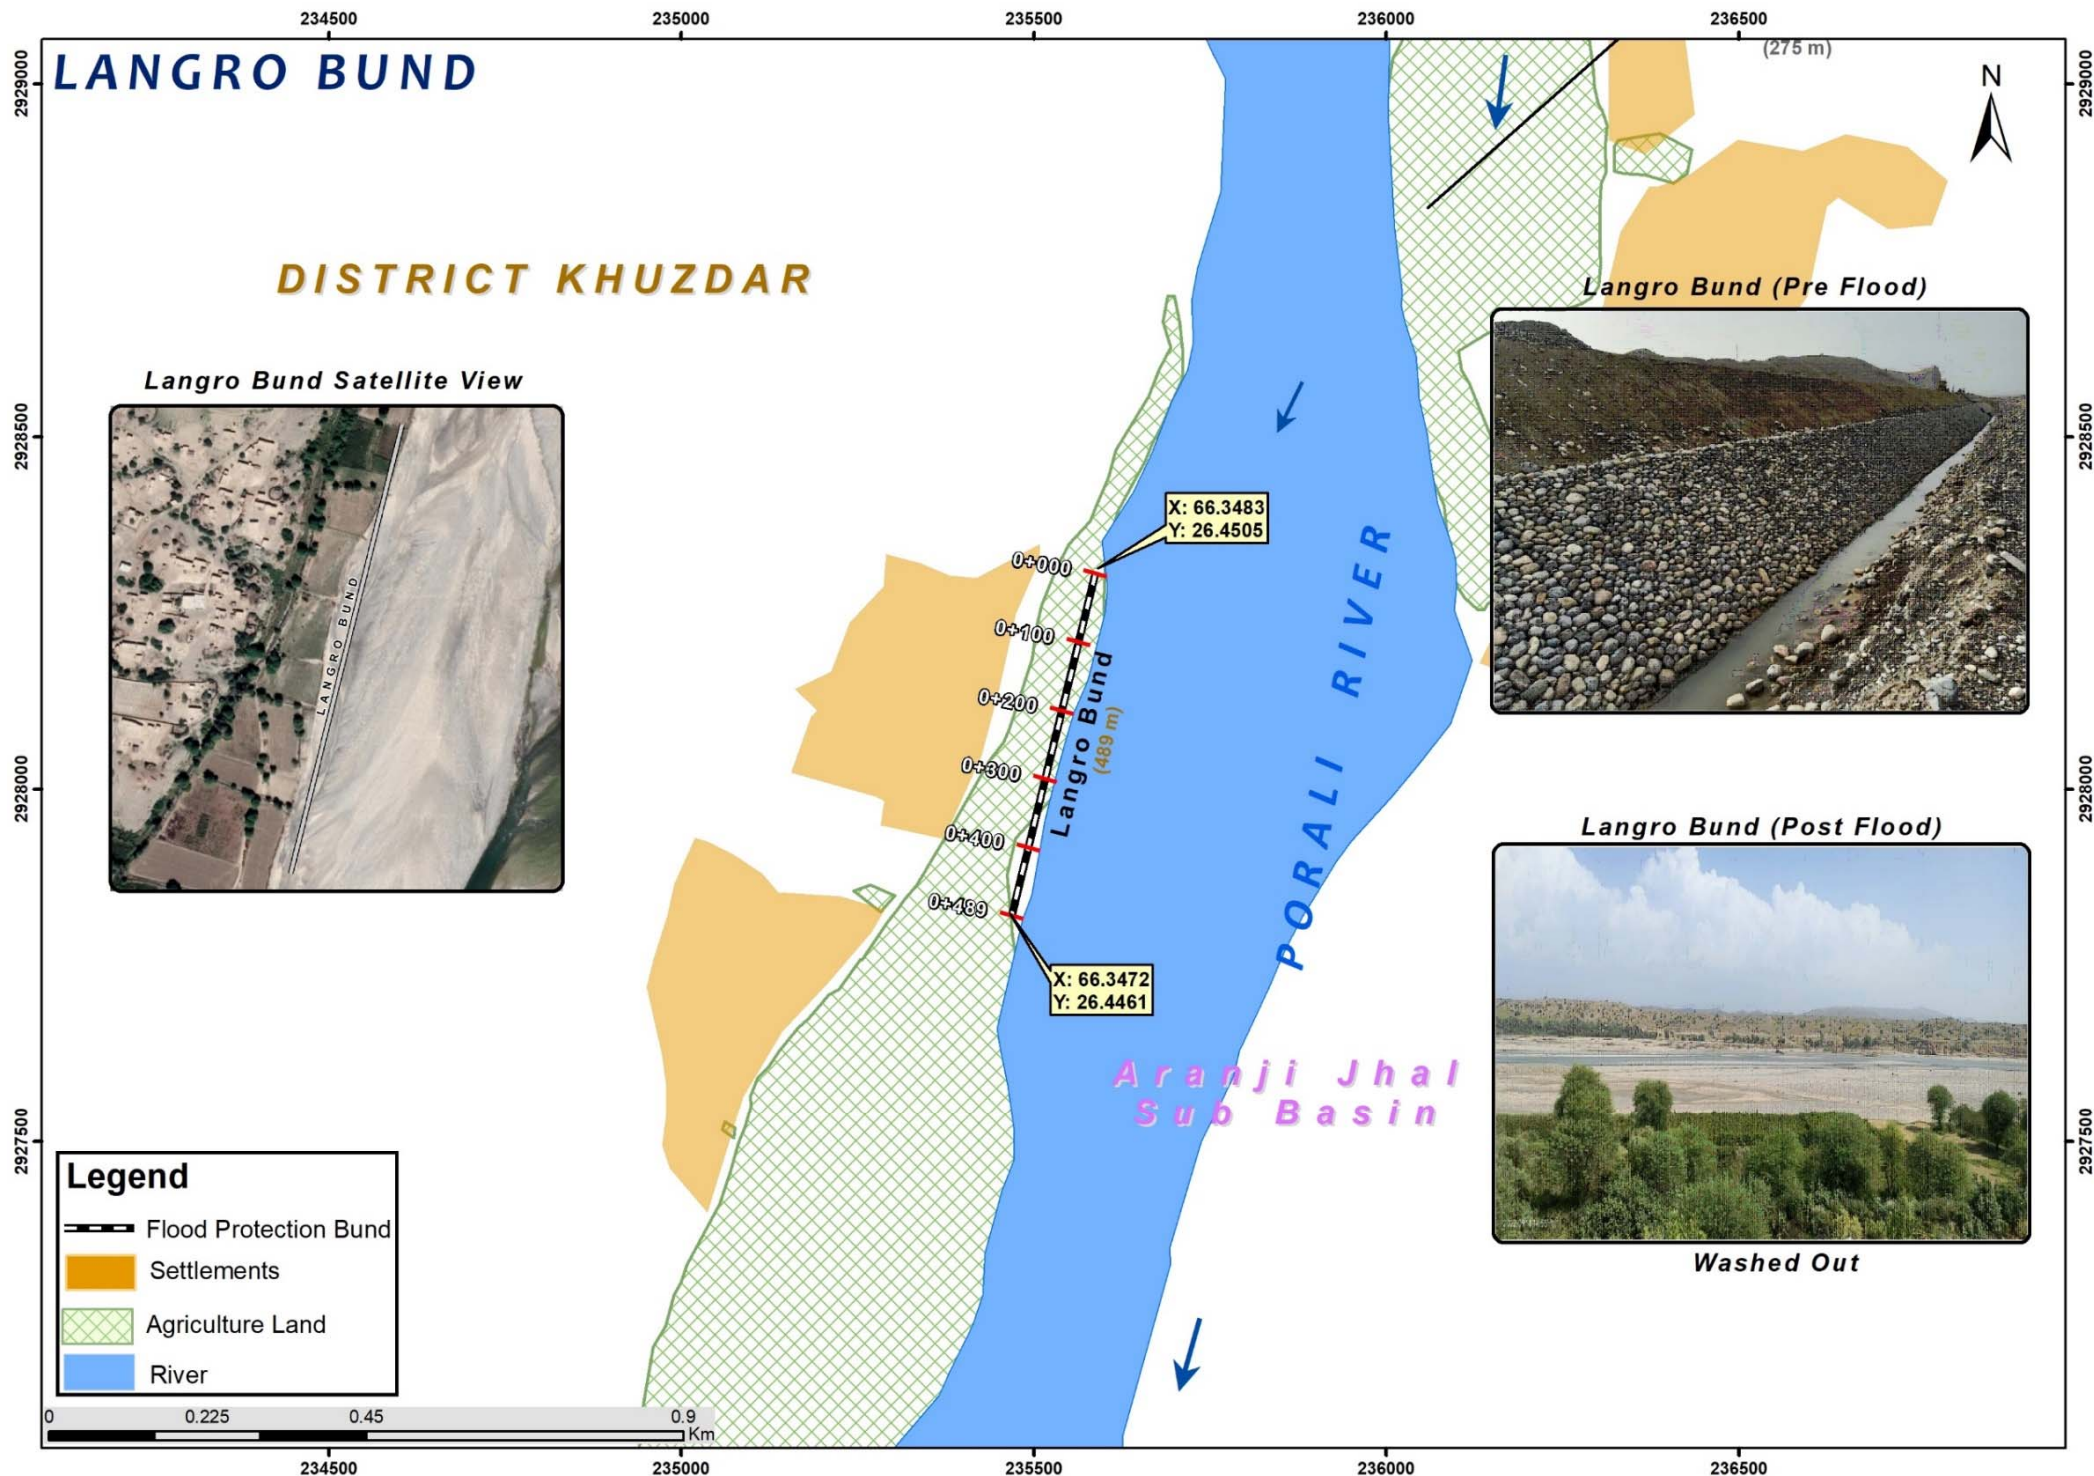 234500
235000
235500
236000
236500
2929000
2928500
2928000
2927500
2929000
2928500
2928000
2927500
LANGRO BUND
(275 m)
N
DISTRICT KHUZDAR
Langro Bund Satellite View
LANGRO BUND
Langro Bund (Pre Flood)
X: 66.3483
Y: 26.4505
0+000
0+100
0+200
0+300
0+400
0+489
Langro Bund
(489 m)
PORALI RIVER
X: 66.3472
Y: 26.4461
Langro Bund (Post Flood)
Washed Out
Aranji Jhal
Sub Basin
Legend
Flood Protection Bund
Settlements
Agriculture Land
River
0 0.225 0.45 0.9
Km
234500
235000
235500
236000
236500